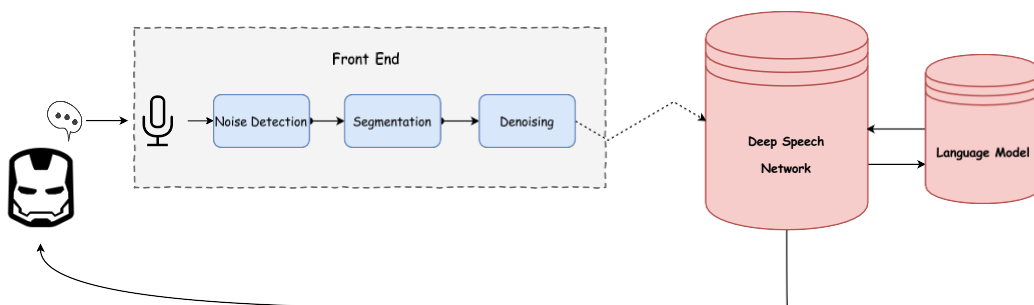 Front End
Noise Detection
Segmentation
Denoising
Deep Speech
Network
Language Model